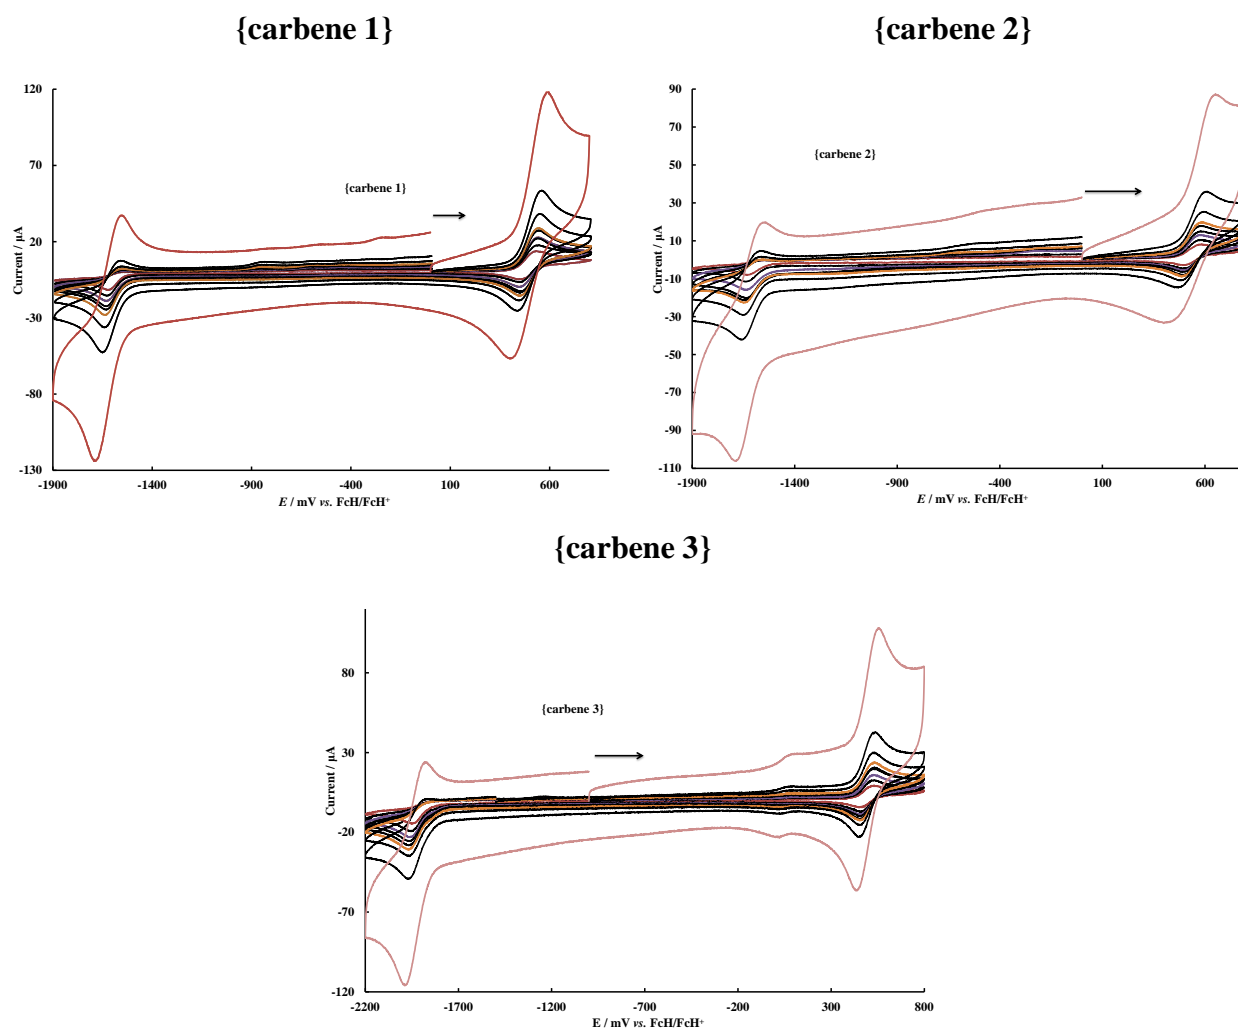 {carbene 1}
{carbene 2}
120
70
20
-30
-80
-130
Current / µA
{carbene 1}
-1900 -1400 -900 -400 100 600
E / mV vs. FcH/FcH⁺
90
70
50
30
10
-10
-30
-50
-70
-90
-110
Current / µA
{carbene 2}
-1900 -1400 -900 -400 100 600
E / mV vs. FcH/FcH⁺
{carbene 3}
80
30
-20
-70
-120
Current / µA
{carbene 3}
-2200 -1700 -1200 -700 -200 300 800
E / mV vs. FcH/FcH⁺